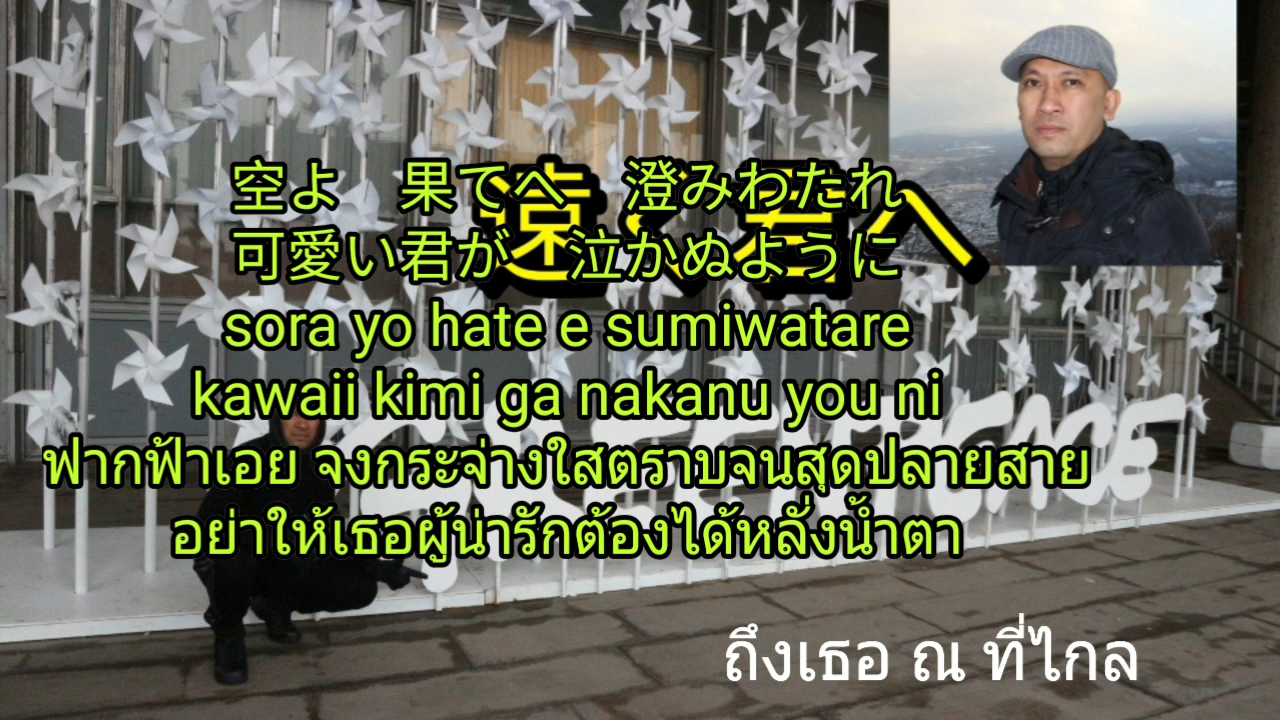 空よ　果てへ　澄みわたれ
遠く君へ
可愛い君が　泣かぬように
sora yo hate e sumiwatare
kawaii kimi ga nakanu you ni
ฟากฟ้าเอย จงกระจ่างใสตราบจนสุดปลายสาย
อย่าให้เธอผู้น่ารักต้องได้หลั่งน้ำตา
ถึงเธอ ณ ที่ไกล